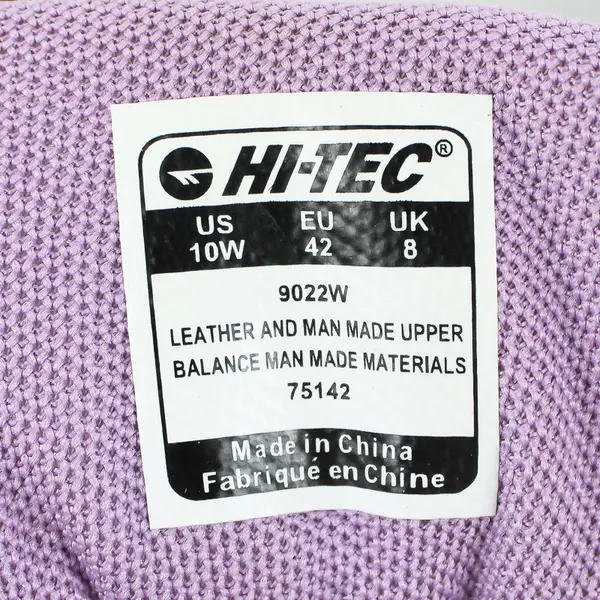 HI-TEC®
US EU UK
10W 42 8
9022W
LEATHER AND MAN MADE UPPER
BALANCE MAN MADE MATERIALS
75142
Made in China
Fabriqué en Chine